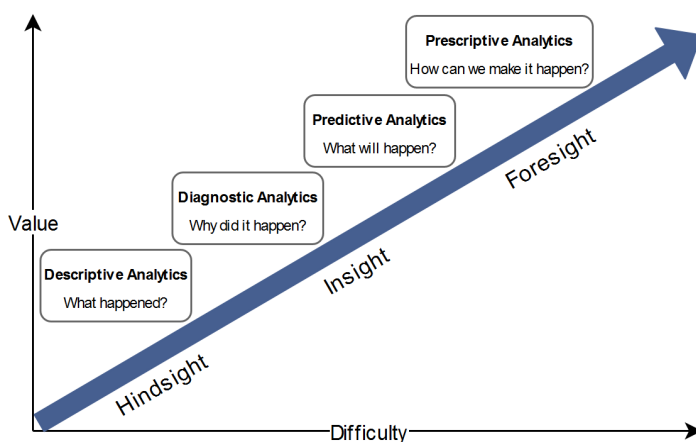 Prescriptive Analytics
How can we make it happen?
Predictive Analytics
What will happen?
Foresight
Diagnostic Analytics
Why did it happen?
Value
Insight
Descriptive Analytics
What happened?
Hindsight
Difficulty